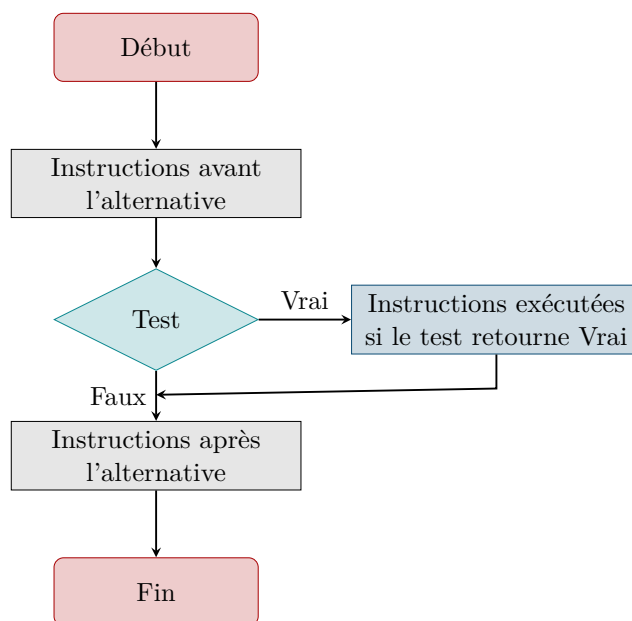 Début
Instructions avant
l'alternative
Test
Vrai
Instructions exécutées
si le test retourne Vrai
Faux
Instructions après
l'alternative
Fin